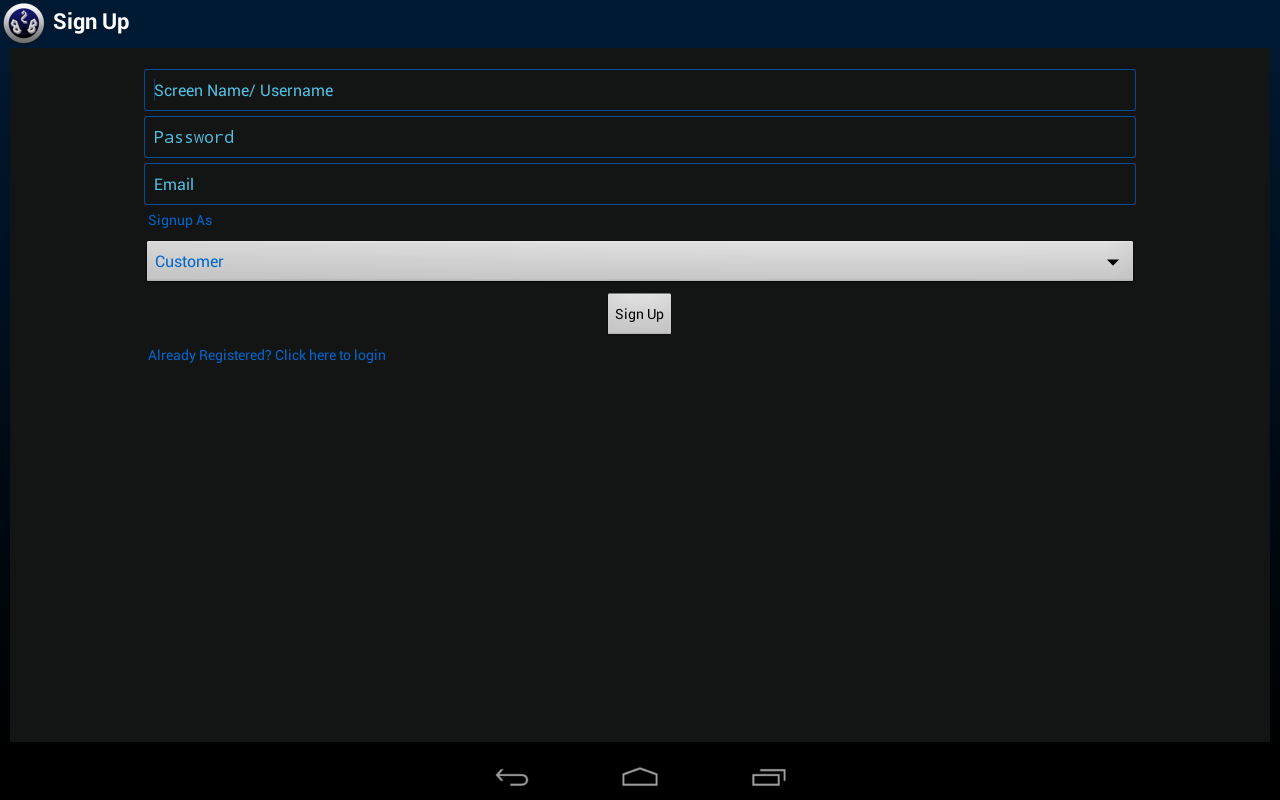 Sign Up
Screen Name/ Username
Password
Email
Signup As
Customer
Sign Up
Already Registered? Click here to login